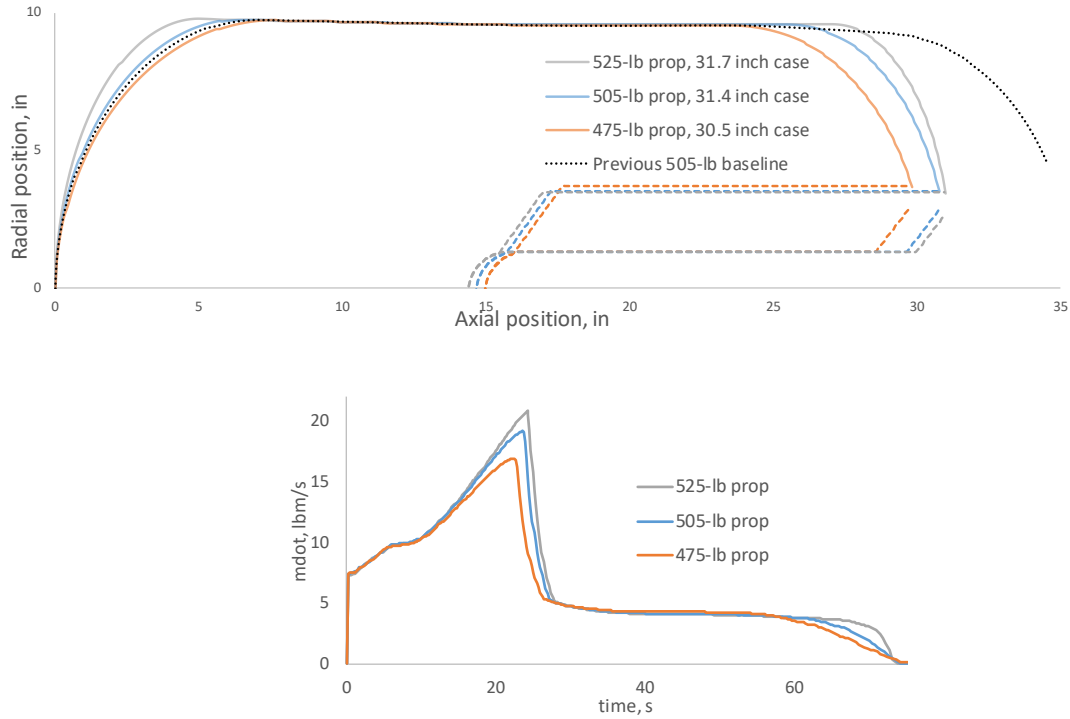 10
5
0
Radial position, in
525-lb prop, 31.7 inch case
505-lb prop, 31.4 inch case
475-lb prop, 30.5 inch case
Previous 505-lb baseline
0 5 10 15 20 25 30 35
Axial position, in
20
15
10
5
0
mdot, lbm/s
525-lb prop
505-lb prop
475-lb prop
0 20 40 60
time, s